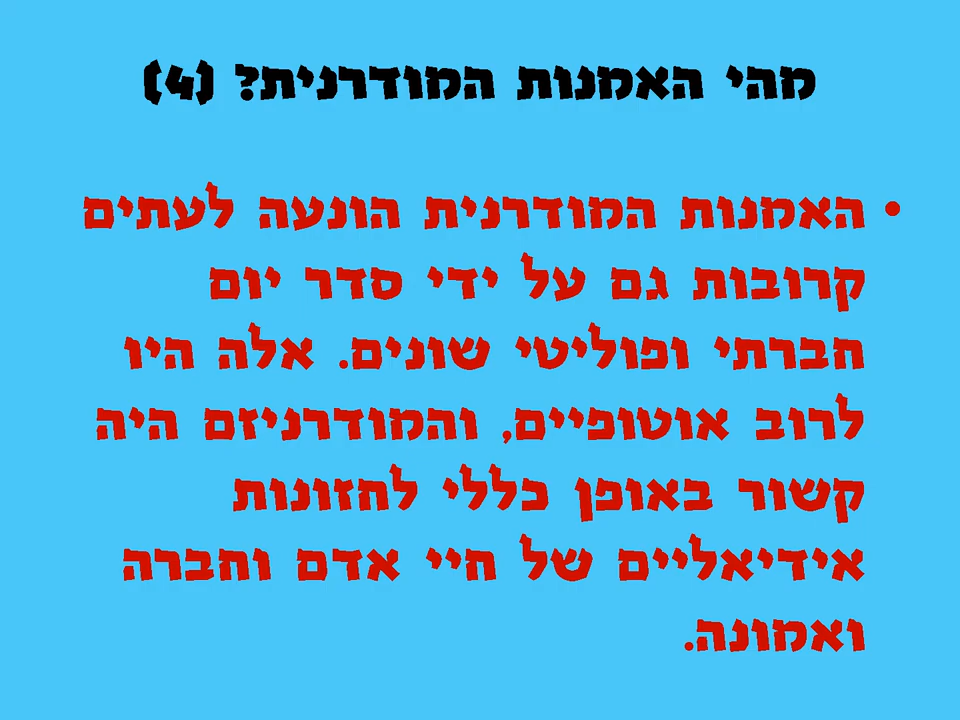 מהי האמנות המודרנית? (4)
• האמנות המודרנית הונעה לעתים
קרובות גם על ידי סדר יום
חברתי ופוליטי שונים. אלה היו
לרוב אוטופיים, והמודרניזם היה
קשור באופן כללי לחזונות
אידיאליים של חיי אדם וחברה
ואמונה.